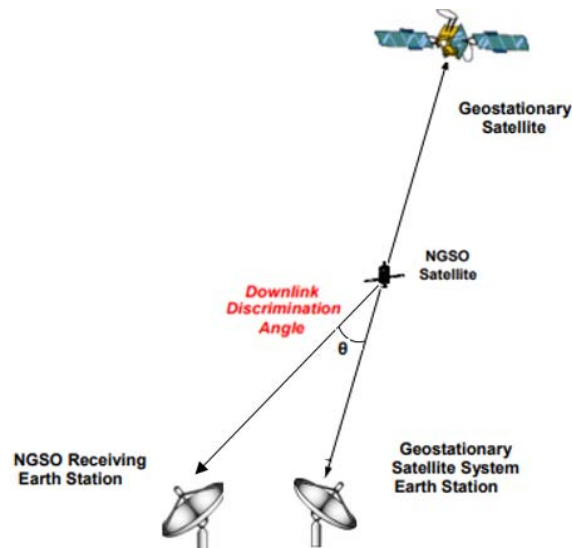 Geostationary
Satellite
NGSO
Satellite
Downlink
Discrimination
Angle
θ
NGSO Receiving
Earth Station
Geostationary
Satellite System
Earth Station